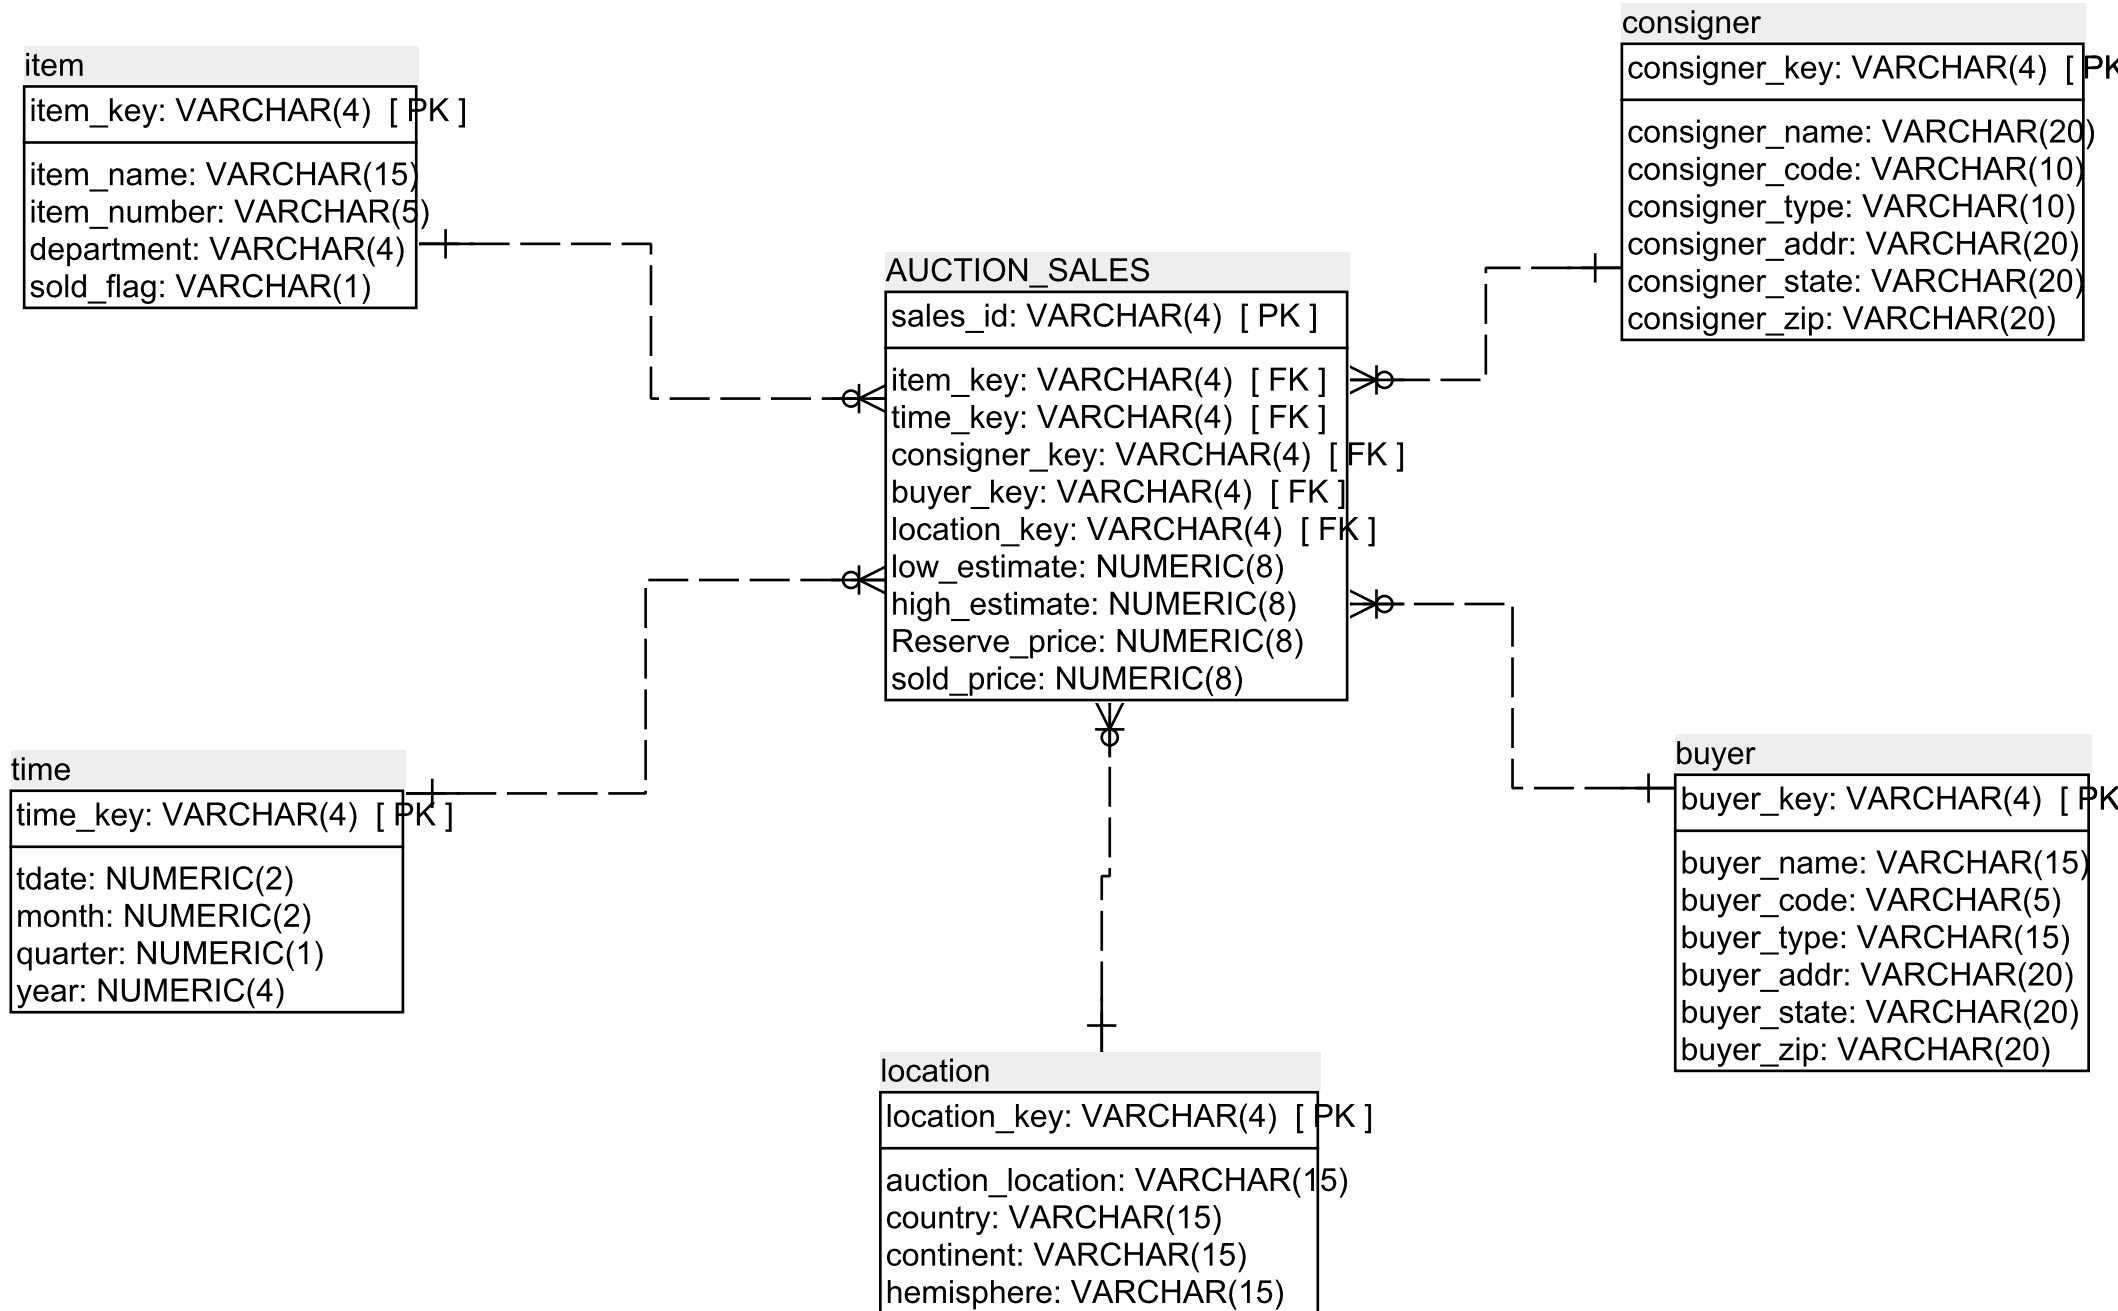 item
item_key: VARCHAR(4) [ PK ]
item_name: VARCHAR(15)
item_number: VARCHAR(5)
department: VARCHAR(4)
sold_flag: VARCHAR(1)
consigner
consigner_key: VARCHAR(4) [ PK
consigner_name: VARCHAR(20)
consigner_code: VARCHAR(10)
consigner_type: VARCHAR(10)
consigner_addr: VARCHAR(20)
consigner_state: VARCHAR(20)
consigner_zip: VARCHAR(20)
AUCTION_SALES
sales_id: VARCHAR(4) [ PK ]
item_key: VARCHAR(4) [ FK ]
time_key: VARCHAR(4) [ FK ]
consigner_key: VARCHAR(4) [ FK ]
buyer_key: VARCHAR(4) [ FK ]
location_key: VARCHAR(4) [ FK ]
low_estimate: NUMERIC(8)
high_estimate: NUMERIC(8)
Reserve_price: NUMERIC(8)
sold_price: NUMERIC(8)
time
time_key: VARCHAR(4) [ PK ]
tdate: NUMERIC(2)
month: NUMERIC(2)
quarter: NUMERIC(1)
year: NUMERIC(4)
buyer
buyer_key: VARCHAR(4) [ PK
buyer_name: VARCHAR(15)
buyer_code: VARCHAR(5)
buyer_type: VARCHAR(15)
buyer_addr: VARCHAR(20)
buyer_state: VARCHAR(20)
buyer_zip: VARCHAR(20)
location
location_key: VARCHAR(4) [ PK ]
auction_location: VARCHAR(15)
country: VARCHAR(15)
continent: VARCHAR(15)
hemisphere: VARCHAR(15)